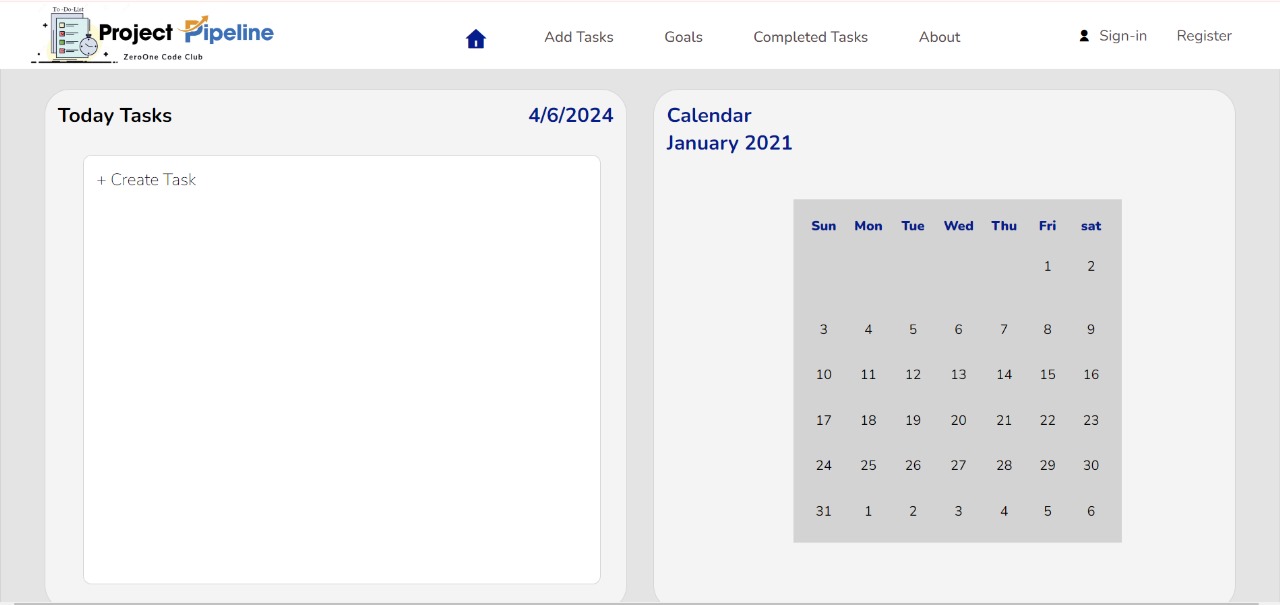 To -Do-List
Project Pipeline
ZeroOne Code Club
Add Tasks Goals Completed Tasks About Sign-in Register
Today Tasks 4/6/2024
+ Create Task
Calendar
January 2021
Sun Mon Tue Wed Thu Fri sat
1 2
3 4 5 6 7 8 9
10 11 12 13 14 15 16
17 18 19 20 21 22 23
24 25 26 27 28 29 30
31 1 2 3 4 5 6